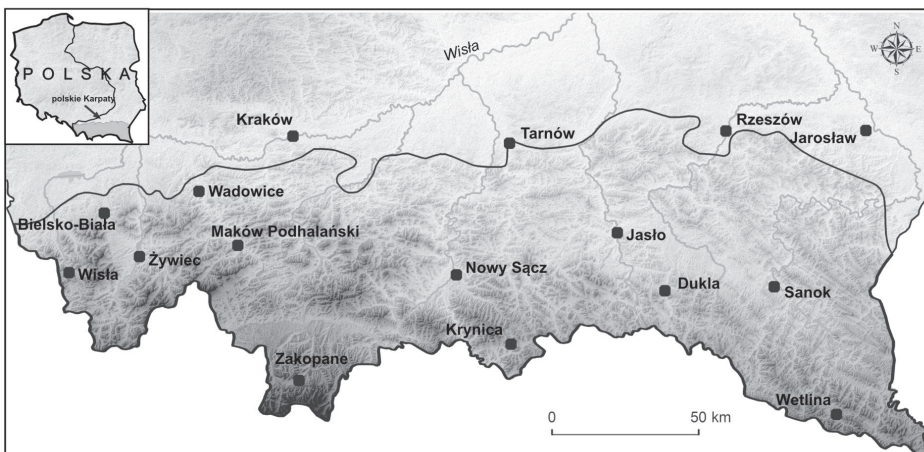 POLSKA
polskie Karpaty
Wisła
N
W E
S
Kraków
Tarnów
Rzeszów
Jarosław
Wadowice
Bielsko-Biała
Maków Podhalański
Jasło
Żywiec
Wisła
Nowy Sącz
Dukla
Sanok
Krynica
Zakopane
Wetlina
0 50 km